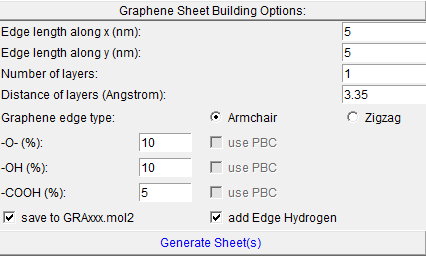 Graphene Sheet Building Options:
Edge length along x (nm): 5
Edge length along y (nm): 5
Number of layers: 1
Distance of layers (Angstrom): 3.35
Graphene edge type: Armchair Zigzag
-O- (%): 10 use PBC
-OH (%): 10 use PBC
-COOH (%): 5 use PBC
save to GRAxxx.mol2 add Edge Hydrogen
Generate Sheet(s)